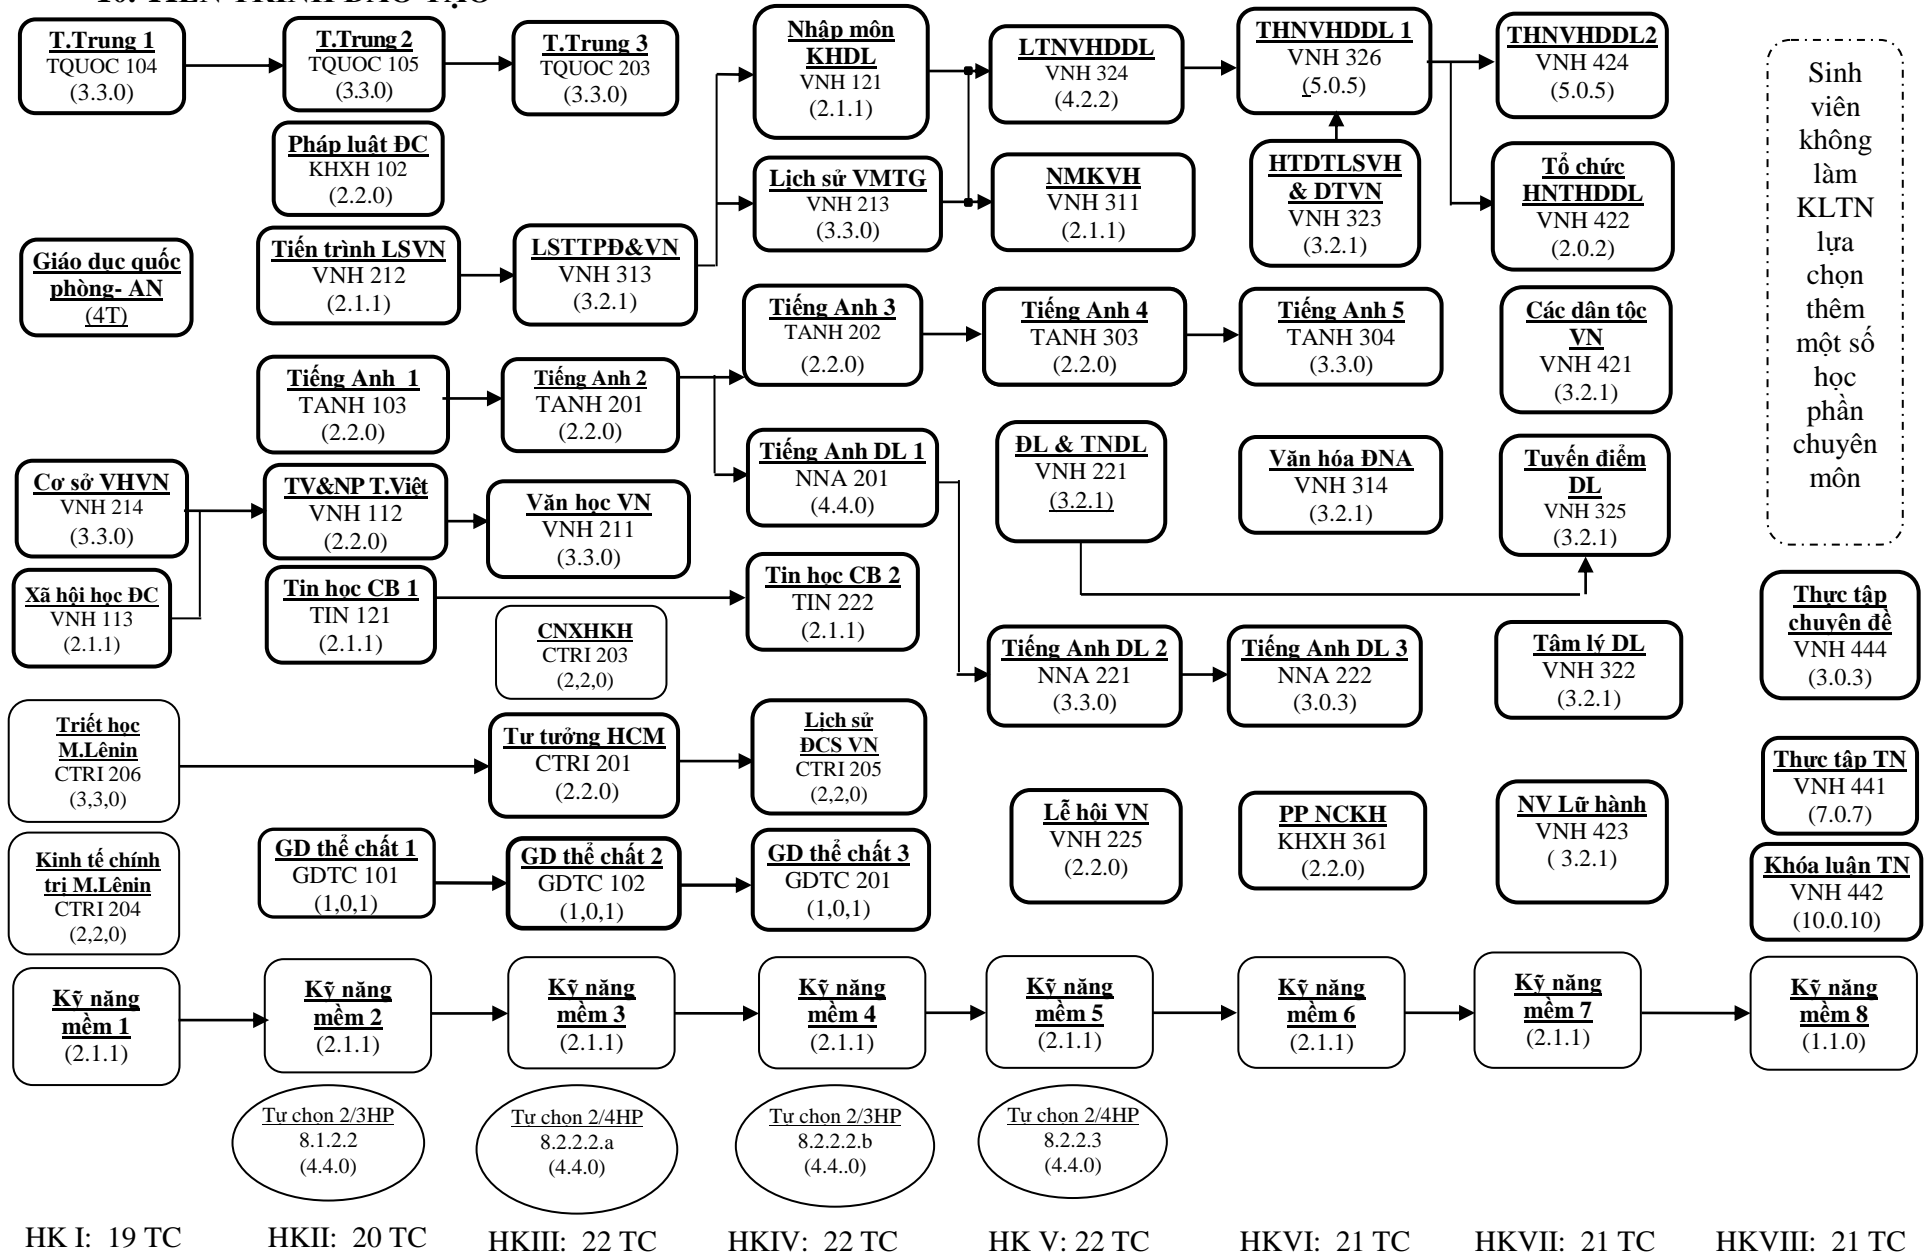 10. TIẾN TRÌNH ĐÀO TẠO
T.Trung 1
TQUOC 104
(3.3.0)
Giáo dục quốc
phòng- AN
(4T)
Cơ sở VHVN
VNH 214
(3.3.0)
Xã hội học ĐC
VNH 113
(2.1.1)
Triết học
M.Lênin
CTRI 206
(3,3,0)
Kinh tế chính
trị M.Lênin
CTRI 204
(2,2,0)
Kỹ năng
mềm 1
(2.1.1)
HK I: 19 TC
T.Trung 2
TQUOC 105
(3.3.0)
Pháp luật ĐC
KHXH 102
(2.2.0)
Tiến trình LSVN
VNH 212
(2.1.1)
Tiếng Anh 1
TANH 103
(2.2.0)
TV&NP T.Việt
VNH 112
(2.2.0)
Tin học CB 1
TIN 121
(2.1.1)
GD thể chất 1
GDTC 101
(1,0,1)
Kỹ năng
mềm 2
(2.1.1)
Tự chọn 2/3HP
8.1.2.2
(4.4.0)
HKII: 20 TC
T.Trung 3
TQUOC 203
(3.3.0)
LSTTPĐ&VN
VNH 313
(3.2.1)
Tiếng Anh 2
TANH 201
(2.2.0)
Văn học VN
VNH 211
(3.3.0)
CNXHKH
CTRI 203
(2,2,0)
Tư tưởng HCM
CTRI 201
(2.2.0)
GD thể chất 2
GDTC 102
(1,0,1)
Kỹ năng
mềm 3
(2.1.1)
Tự chọn 2/4HP
8.2.2.2.a
(4.4.0)
HKIII: 22 TC
Nhập môn
KHDL
VNH 121
(2.1.1)
Lịch sử VMTG
VNH 213
(3.3.0)
Tiếng Anh 3
TANH 202
(2.2.0)
Tiếng Anh DL 1
NNA 201
(4.4.0)
Tin học CB 2
TIN 222
(2.1.1)
Lịch sử
ĐCS VN
CTRI 205
(2,2,0)
GD thể chất 3
GDTC 201
(1,0,1)
Kỹ năng
mềm 4
(2.1.1)
Tự chọn 2/3HP
8.2.2.2.b
(4.4..0)
HKIV: 22 TC
LTNVHDDL
VNH 324
(4.2.2)
NMKVH
VNH 311
(2.1.1)
Tiếng Anh 4
TANH 303
(2.2.0)
ĐL & TNDL
VNH 221
(3.2.1)
Tiếng Anh DL 2
NNA 221
(3.3.0)
Lễ hội VN
VNH 225
(2.2.0)
Kỹ năng
mềm 5
(2.1.1)
Tự chọn 2/4HP
8.2.2.3
(4.4.0)
HK V: 22 TC
THNVHDDL 1
VNH 326
(5.0.5)
HTDTLSVH
& DTVN
VNH 323
(3.2.1)
Tiếng Anh 5
TANH 304
(3.3.0)
Văn hóa ĐNA
VNH 314
(3.2.1)
Tiếng Anh DL 3
NNA 222
(3.0.3)
PP NCKH
KHXH 361
(2.2.0)
Kỹ năng
mềm 6
(2.1.1)
HKVI: 21 TC
THNVHDDL2
VNH 424
(5.0.5)
Tổ chức
HNTHDDL
VNH 422
(2.0.2)
Các dân tộc
VN
VNH 421
(3.2.1)
Tuyến điểm
DL
VNH 325
(3.2.1)
Tâm lý DL
VNH 322
(3.2.1)
NV Lữ hành
VNH 423
( 3.2.1)
Kỹ năng
mềm 7
(2.1.1)
HKVII: 21 TC
Sinh
viên
không
làm
KLTN
lựa
chọn
thêm
một số
học
phần
chuyên
môn
Thực tập
chuyên đề
VNH 444
(3.0.3)
Thực tập TN
VNH 441
(7.0.7)
Khóa luận TN
VNH 442
(10.0.10)
Kỹ năng
mềm 8
(1.1.0)
HKVIII: 21 TC